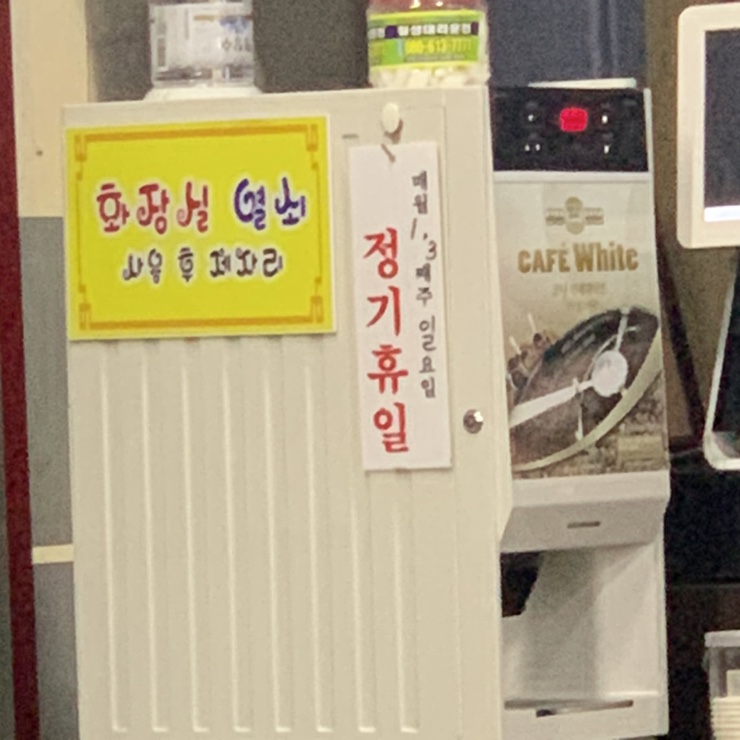 화장실 열쇠
사용 후 제자리
매월 1, 3째주 일요일
정기휴일
CAFÉ White